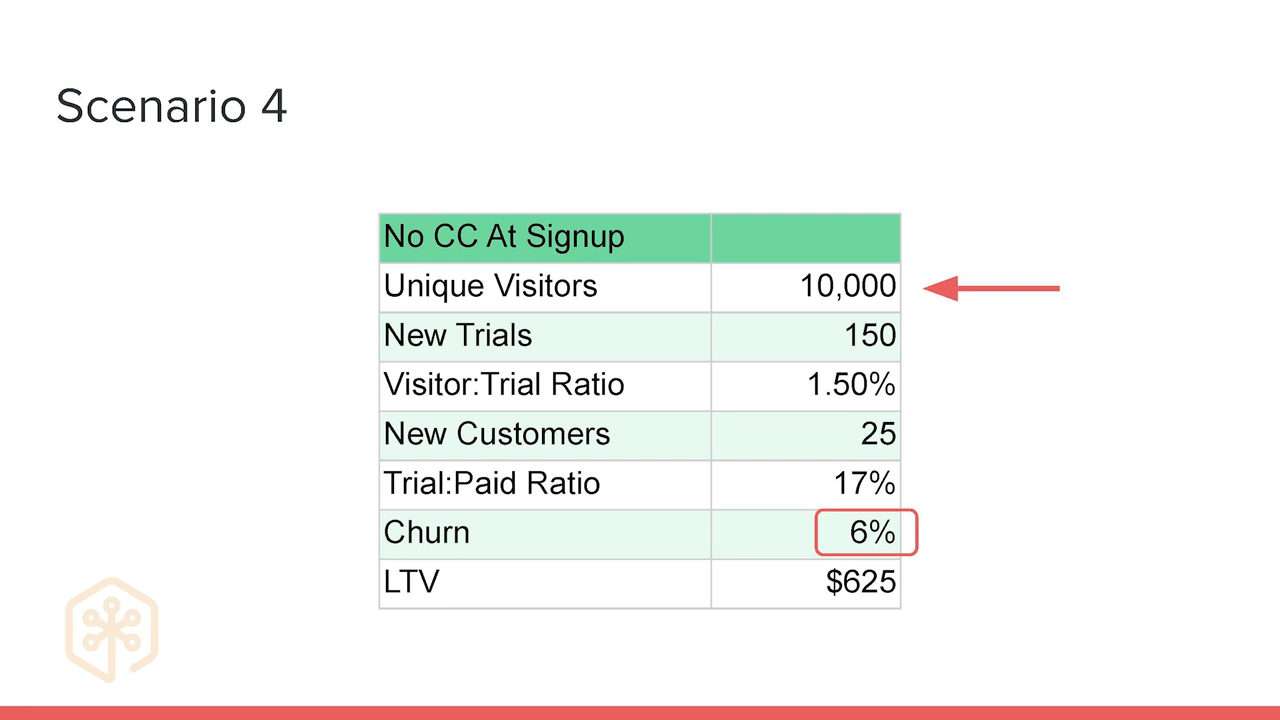 Scenario 4
No CC At Signup
Unique Visitors 10,000
New Trials 150
Visitor:Trial Ratio 1.50%
New Customers 25
Trial:Paid Ratio 17%
Churn 6%
LTV $625